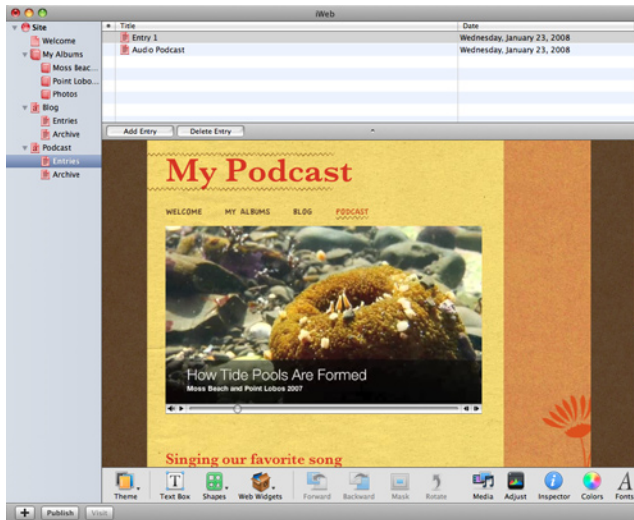 iWeb
Site
Welcome
My Albums
Moss Beac...
Point Lobo...
Photos
Blog
Entries
Archive
Podcast
Entries
Archive
Title Date
Entry 1 Wednesday, January 23, 2008
Audio Podcast Wednesday, January 23, 2008
Add Entry Delete Entry
My Podcast
WELCOME MY ALBUMS BLOG PODCAST
How Tide Pools Are Formed
Moss Beach and Point Lobos 2007
Singing our favorite song
Theme Text Box Shapes Web Widgets Forward Backward Mask Rotate Media Adjust Inspector Colors Fonts
Publish Visit